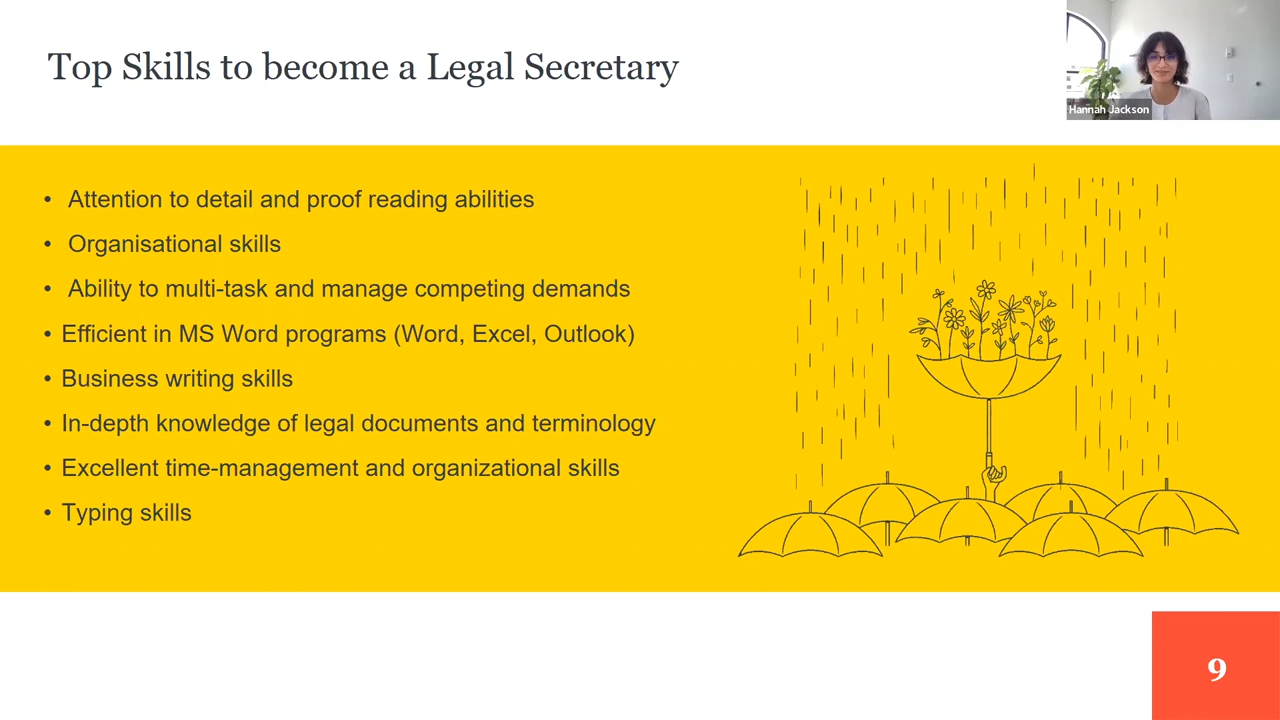 Top Skills to become a Legal Secretary
Hannah Jackson
• Attention to detail and proof reading abilities
• Organisational skills
• Ability to multi-task and manage competing demands
• Efficient in MS Word programs (Word, Excel, Outlook)
• Business writing skills
• In-depth knowledge of legal documents and terminology
• Excellent time-management and organizational skills
• Typing skills
9